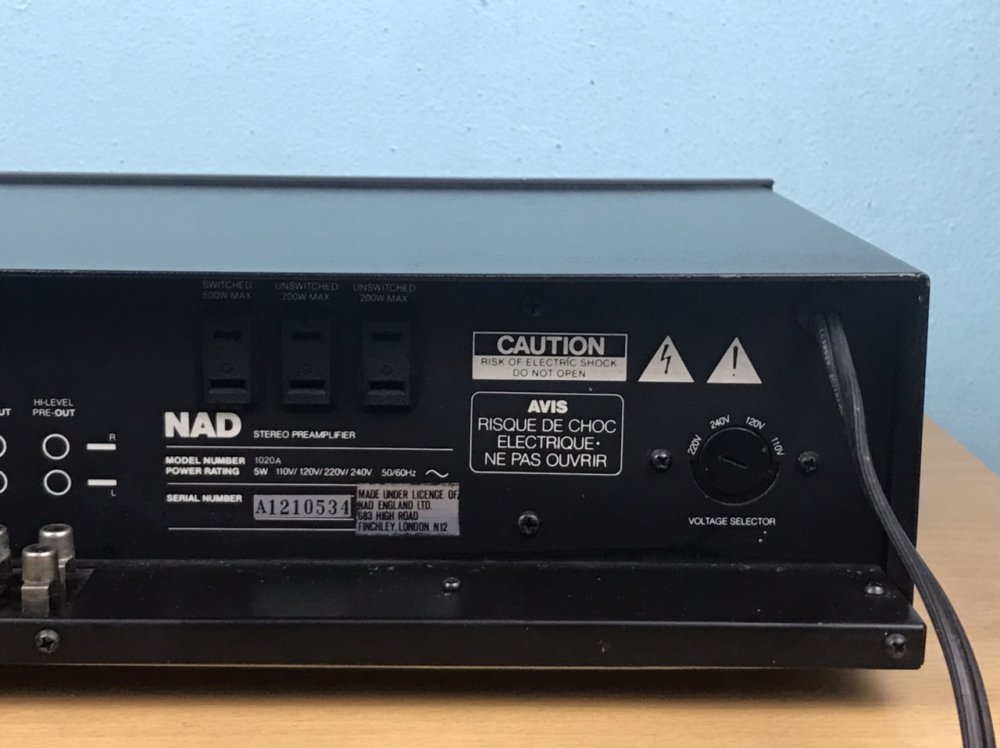 SWITCHED
500W MAX
UNSWITCHED
200W MAX
UNSWITCHED
200W MAX
CAUTION
RISK OF ELECTRIC SHOCK
DO NOT OPEN
AVIS
RISQUE DE CHOC
ELECTRIQUE·
NE PAS OUVRIR
UT
HI-LEVEL
PRE-OUT
R
L
NAD STEREO PREAMPLIFIER
MODEL NUMBER 1020A
POWER RATING 5W 110V/120V/220V/240V 50/60Hz
SERIAL NUMBER A1210534
MADE UNDER LICENCE OF
NAD ENGLAND LTD.
683 HIGH ROAD
FINCHLEY, LONDON N12
220V 240V 120V 110V
VOLTAGE SELECTOR